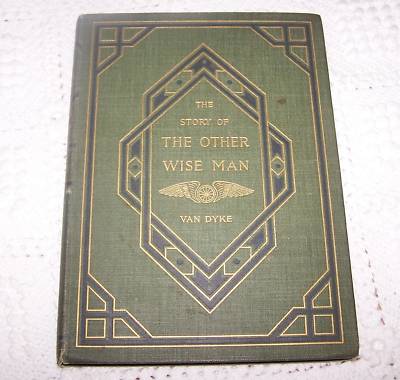 THE
STORY OF
THE OTHER
WISE MAN
VAN DYKE